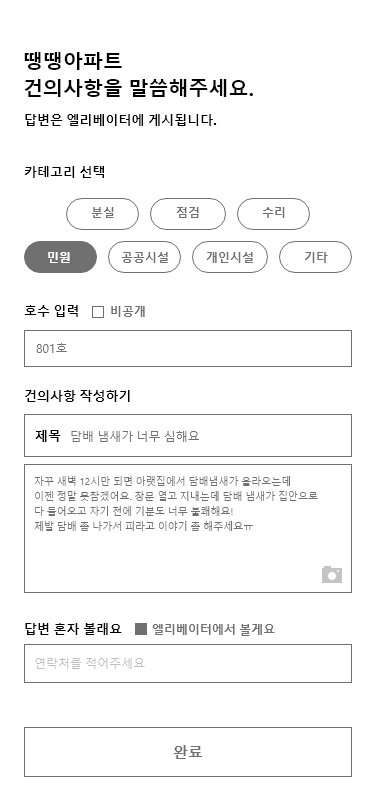 땡땡아파트
건의사항을 말씀해주세요.
답변은 엘리베이터에 게시됩니다.
카테고리 선택
분실 점검 수리
민원 공공시설 개인시설 기타
호수 입력 비공개
801호
건의사항 작성하기
제목 담배 냄새가 너무 심해요
자꾸 새벽 12시만 되면 아랫집에서 담배냄새가 올라오는데
이젠 정말 못참겠어요. 창문 열고 지내는데 담배 냄새가 집안으로
다 들어오고 자기 전에 기분도 너무 불쾌해요!
제발 담배 좀 나가서 피라고 이야기 좀 해주세요ㅠ
답변 혼자 볼래요 엘리베이터에서 볼게요
연락처를 적어주세요
완료